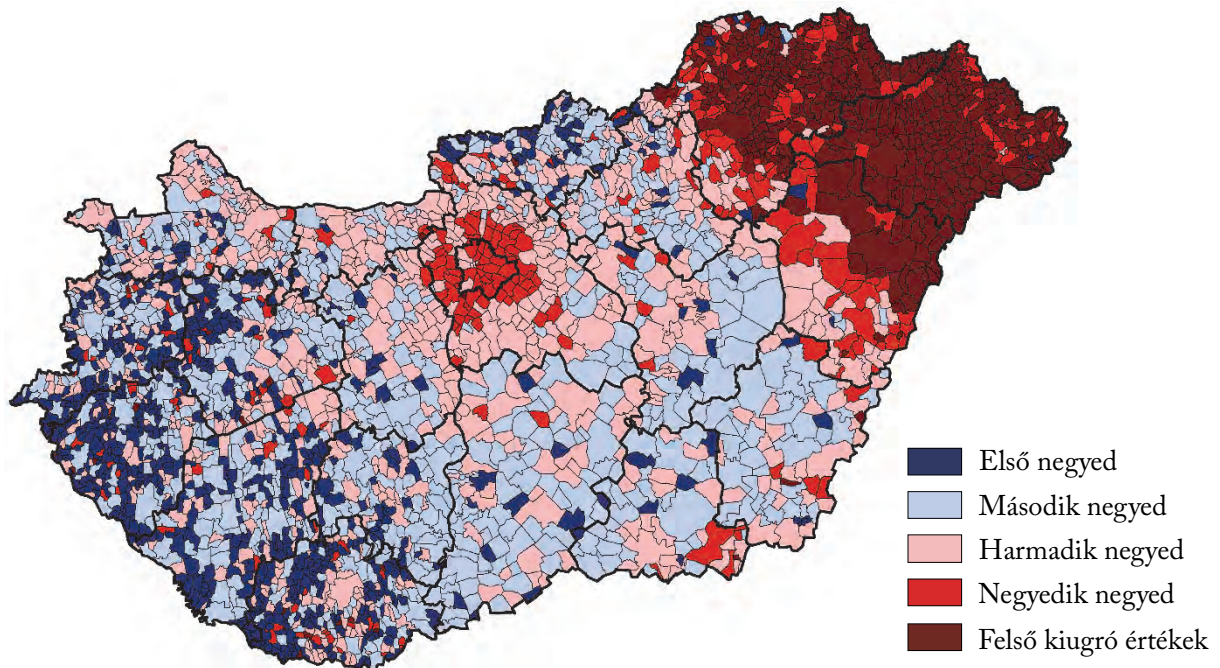 Első negyed
Második negyed
Harmadik negyed
Negyedik negyed
Felső kiugró értékek